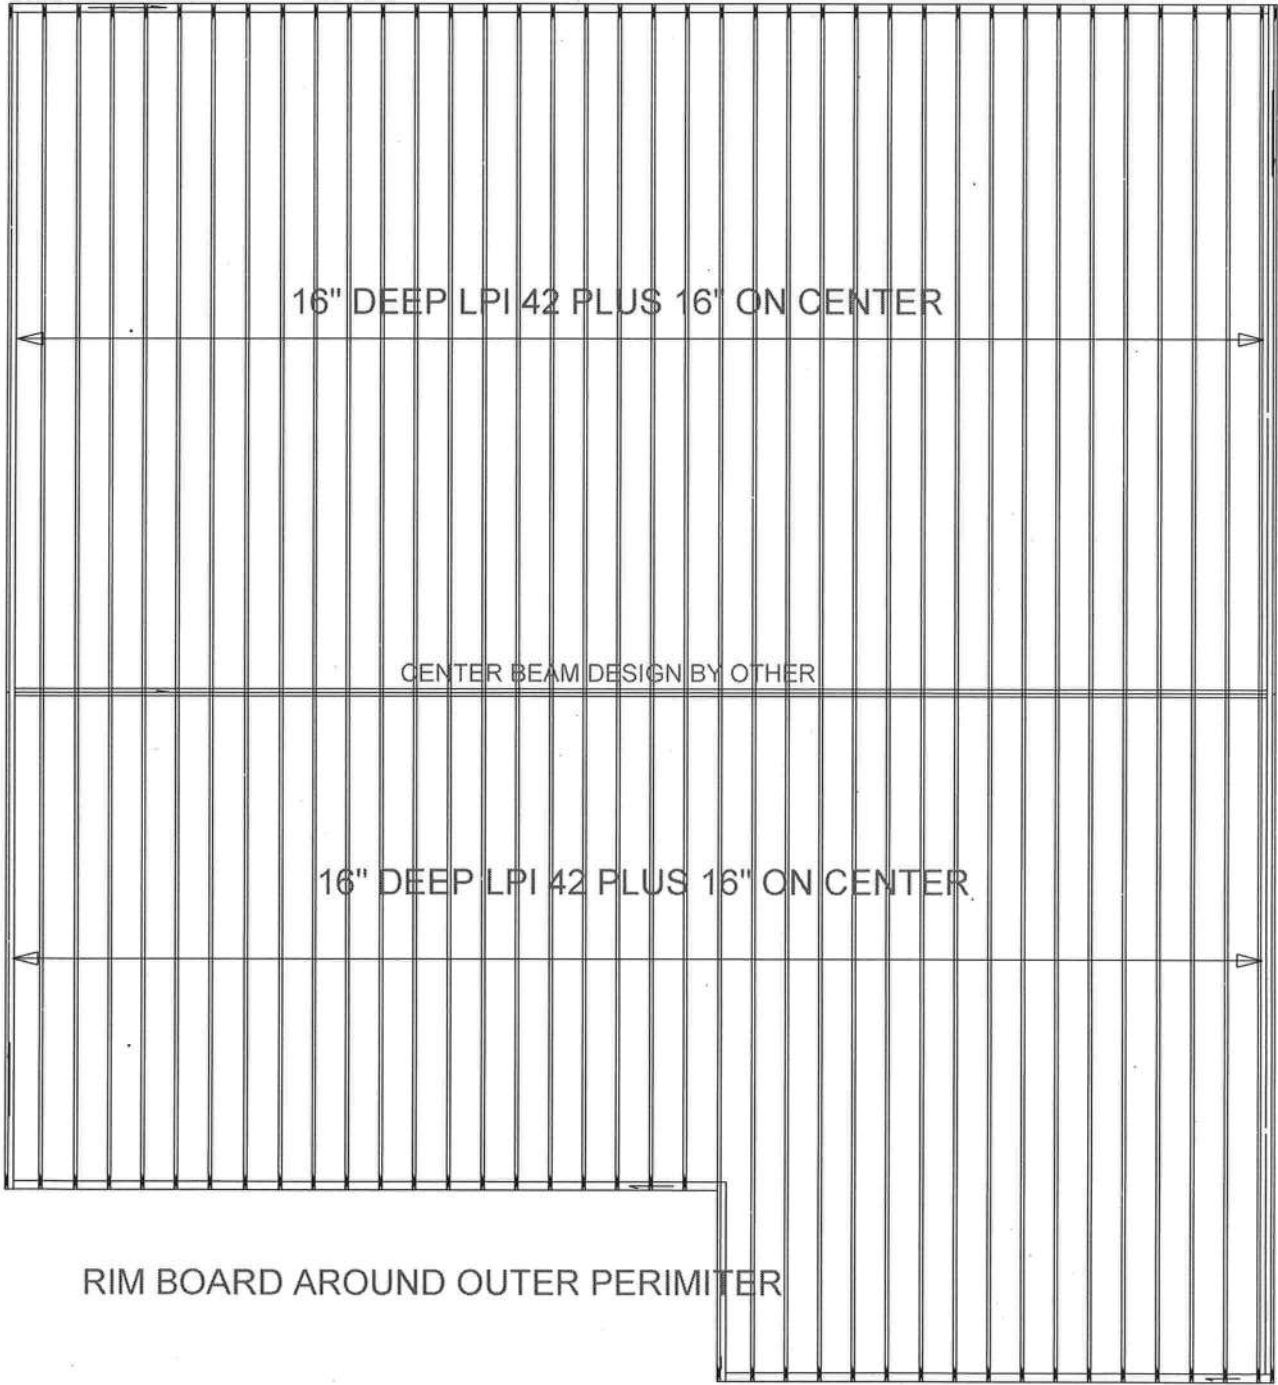 16" DEEP LPI 42 PLUS 16" ON CENTER
CENTER BEAM DESIGN BY OTHER
16" DEEP LPI 42 PLUS 16" ON CENTER
RIM BOARD AROUND OUTER PERIMITER